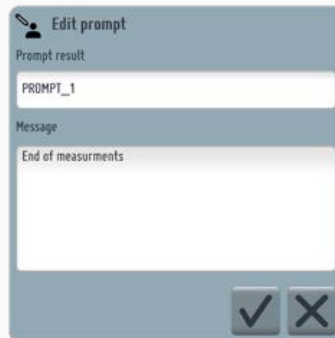 Edit prompt
Prompt result
PROMPT_1
Message
End of measurments